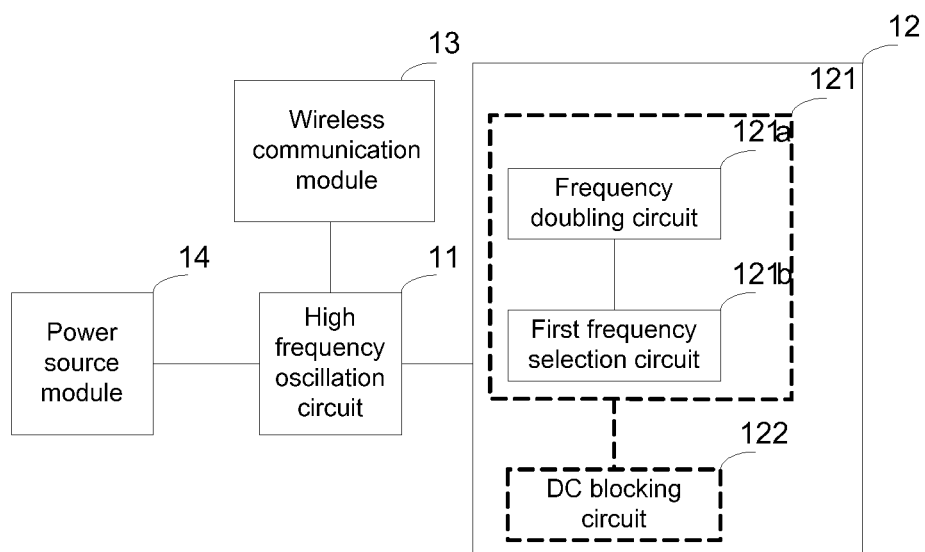 12
13
121
Wireless
communication
module
121a
Frequency
doubling circuit
14
11
121b
Power
source
module
High
frequency
oscillation
circuit
First frequency
selection circuit
122
DC blocking
circuit